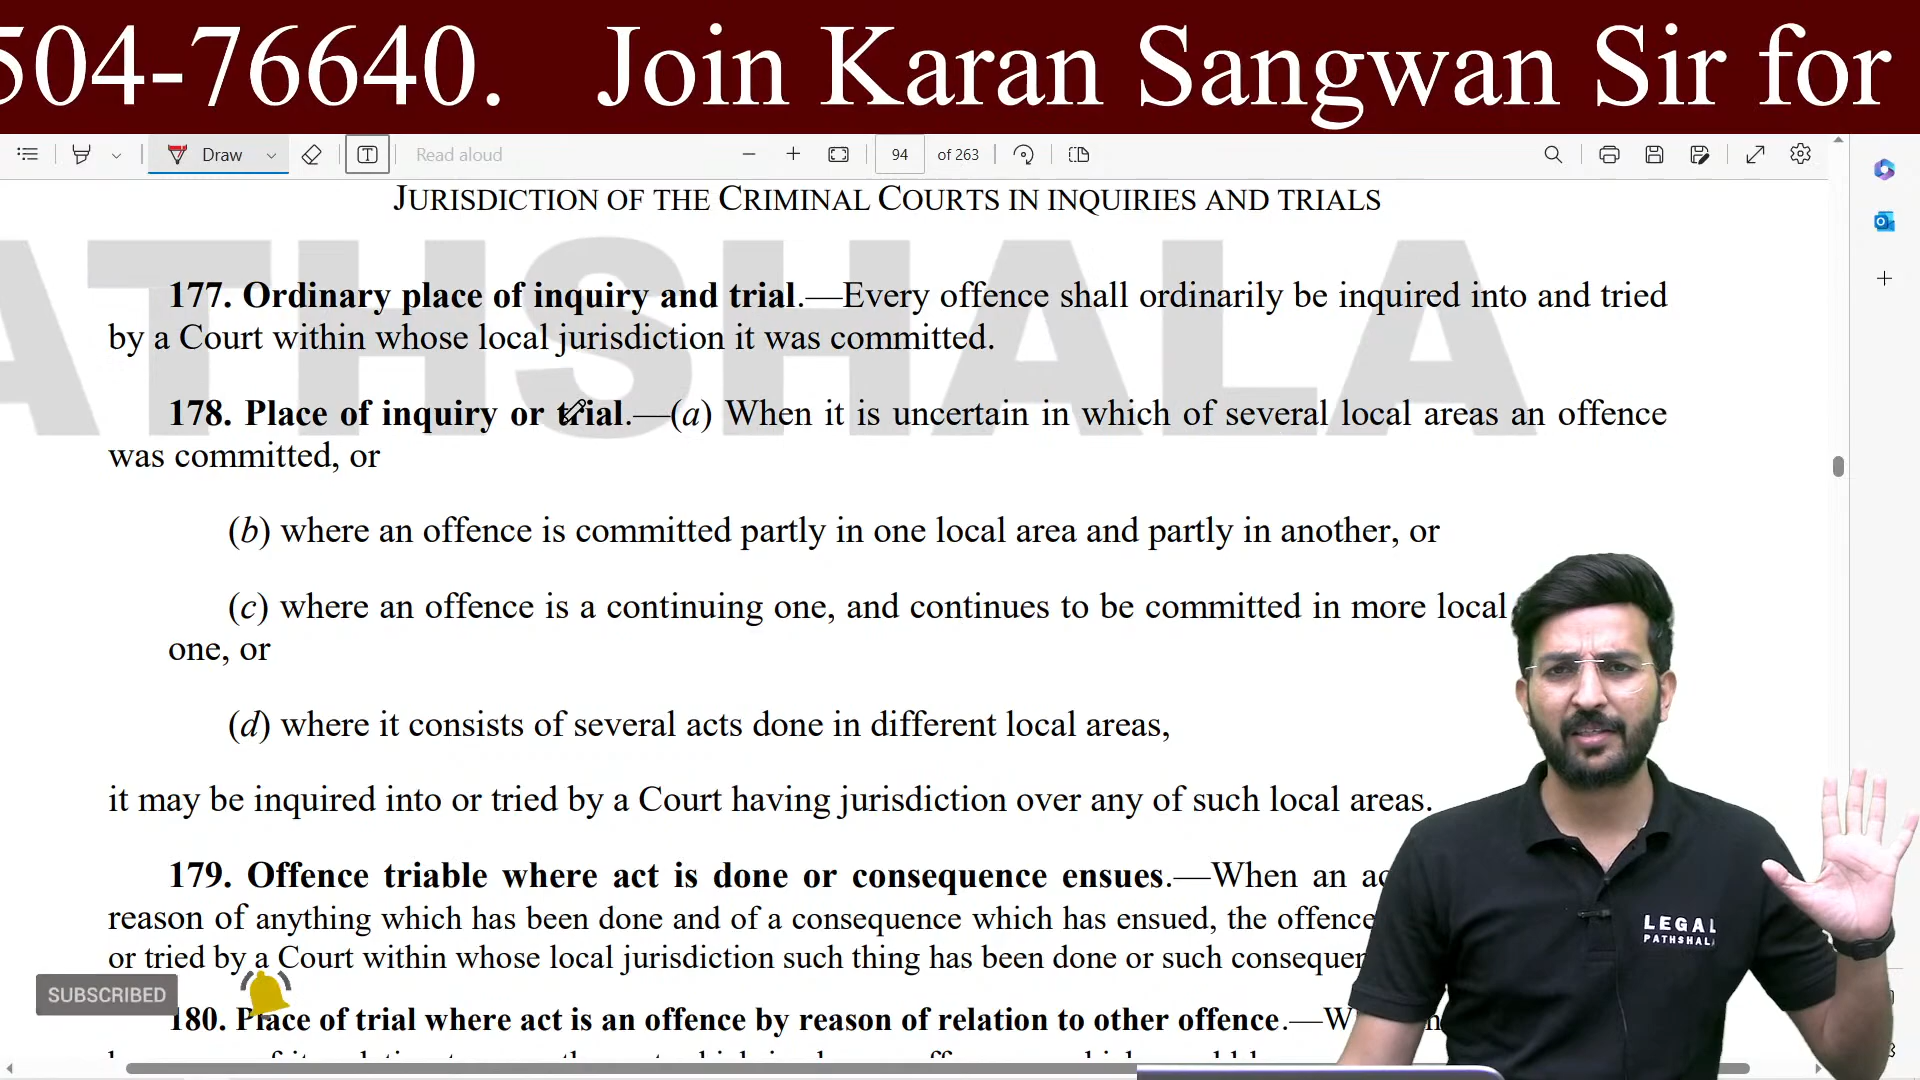 504-76640. Join Karan Sangwan Sir for
Draw
Read aloud
94 of 263
JURISDICTION OF THE CRIMINAL COURTS IN INQUIRIES AND TRIALS
ATHSHALA
177. Ordinary place of inquiry and trial.—Every offence shall ordinarily be inquired into and tried
by a Court within whose local jurisdiction it was committed.
178. Place of inquiry or trial.—(a) When it is uncertain in which of several local areas an offence
was committed, or
(b) where an offence is committed partly in one local area and partly in another, or
(c) where an offence is a continuing one, and continues to be committed in more local
one, or
(d) where it consists of several acts done in different local areas,
it may be inquired into or tried by a Court having jurisdiction over any of such local areas.
179. Offence triable where act is done or consequence ensues.—When an
reason of anything which has been done and of a consequence which has ensued, the offence
or tried by a Court within whose local jurisdiction such thing has been done or such
LEGAL
PATHSHALA
SUBSCRIBED
180. Place of trial where act is an offence by reason of relation to other offence.—